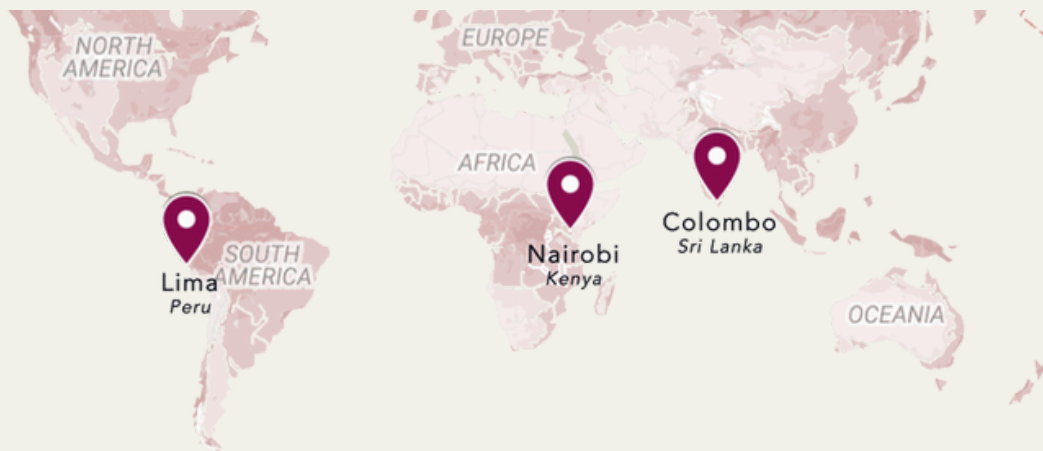 NORTH
AMERICA
EUROPE
AFRICA
Colombo
Sri Lanka
Nairobi
Kenya
SOUTH
AMERICA
Lima
Peru
OCEANIA